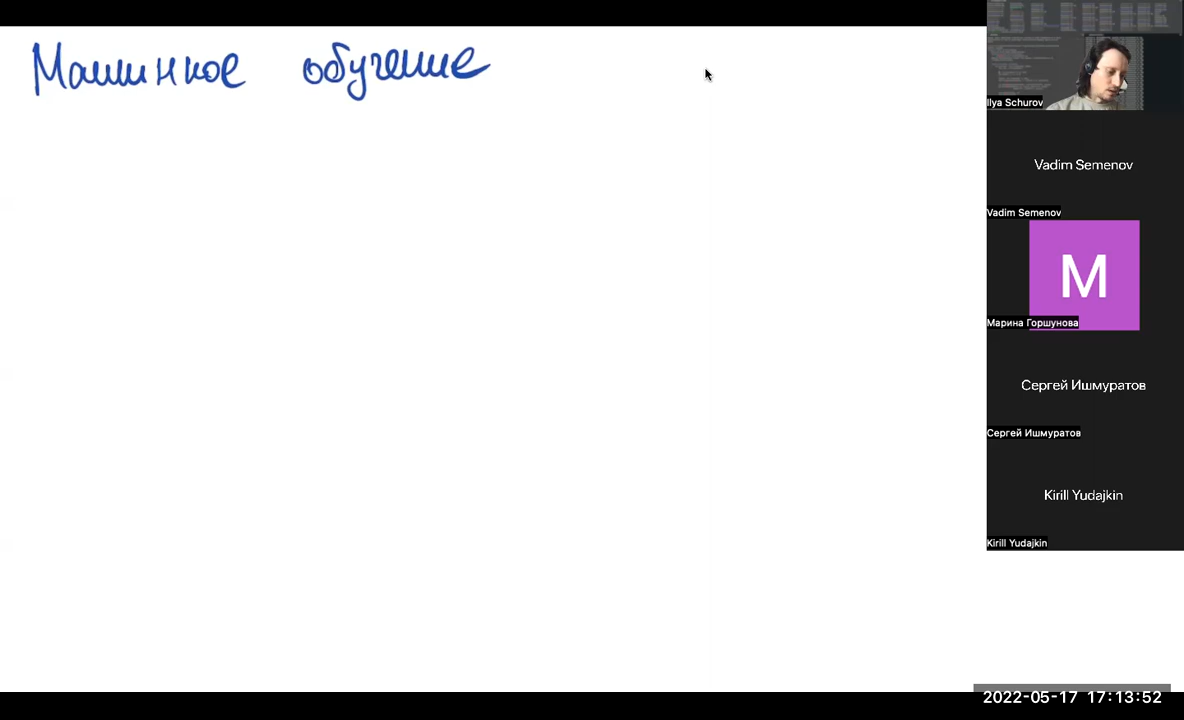 Машинное обучение
Ilya Schurov
Vadim Semenov
Vadim Semenov
М
Марина Горшунова
Сергей Ишмуратов
Сергей Ишмуратов
Kirill Yudajkin
Kirill Yudajkin
2022-05-17 17:13:52